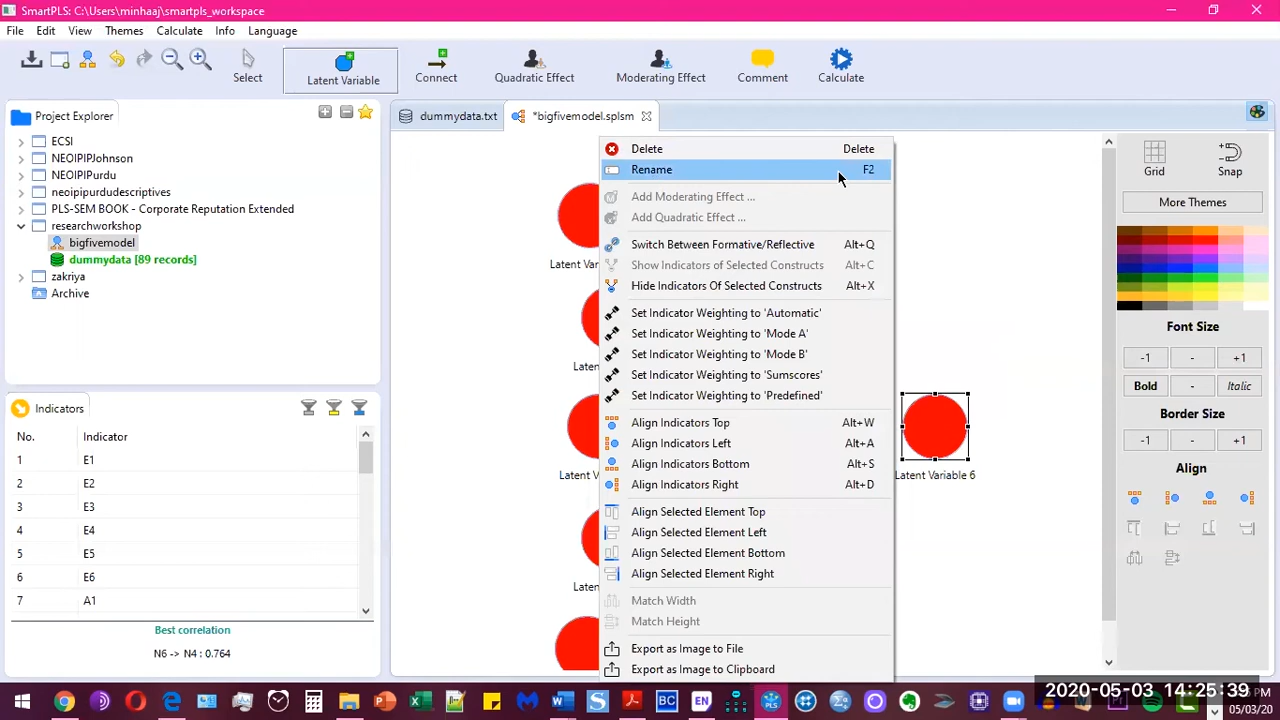 SmartPLS: C:\Users\minhaaj\smartpls_workspace
File Edit View Themes Calculate Info Language
Select Latent Variable Connect Quadratic Effect Moderating Effect Comment Calculate
Project Explorer
ECSI
NEOIPIPJohnson
NEOIPIPPurdu
neoipipurdudescriptives
PLS-SEM BOOK - Corporate Reputation Extended
researchworkshop
bigfivemodel
dummydata [89 records]
zakriya
Archive
Indicators
No. Indicator
1 E1
2 E2
3 E3
4 E4
5 E5
6 E6
7 A1
Best correlation
N6 -> N4 : 0.764
dummydata.txt *bigfivemodel.splsm
Latent Var
Laten
Latent V
Laten
Delete Delete
Rename F2
Add Moderating Effect ...
Add Quadratic Effect ...
Switch Between Formative/Reflective Alt+Q
Show Indicators of Selected Constructs Alt+C
Hide Indicators Of Selected Constructs Alt+X
Set Indicator Weighting to 'Automatic'
Set Indicator Weighting to 'Mode A'
Set Indicator Weighting to 'Mode B'
Set Indicator Weighting to 'Sumscores'
Set Indicator Weighting to 'Predefined'
Align Indicators Top Alt+W
Align Indicators Left Alt+A
Align Indicators Bottom Alt+S
Align Indicators Right Alt+D
Align Selected Element Top
Align Selected Element Left
Align Selected Element Bottom
Align Selected Element Right
Match Width
Match Height
Export as Image to File
Export as Image to Clipboard
Latent Variable 6
Grid Snap
More Themes
Font Size
-1 - +1
Bold - Italic
Border Size
-1 - +1
Align
2020-05-03 14:25:39
05/03/20